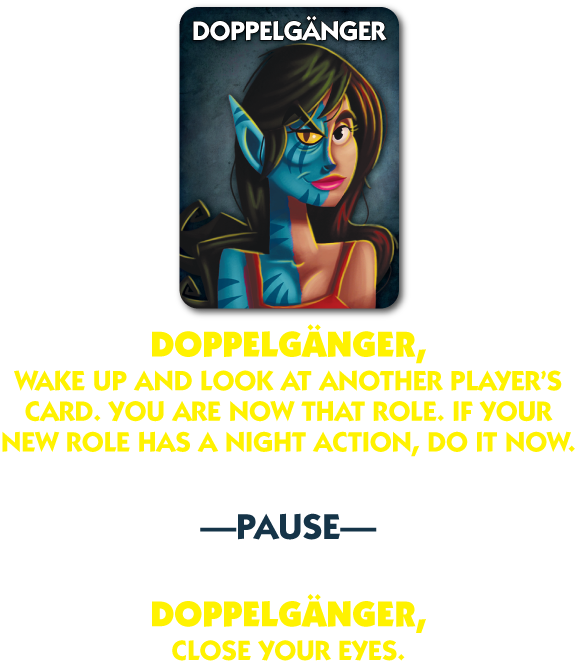 DOPPELGÄNGER
DOPPELGÄNGER,
WAKE UP AND LOOK AT ANOTHER PLAYER'S
CARD. YOU ARE NOW THAT ROLE. IF YOUR
NEW ROLE HAS A NIGHT ACTION, DO IT NOW.
—PAUSE—
DOPPELGÄNGER,
CLOSE YOUR EYES.